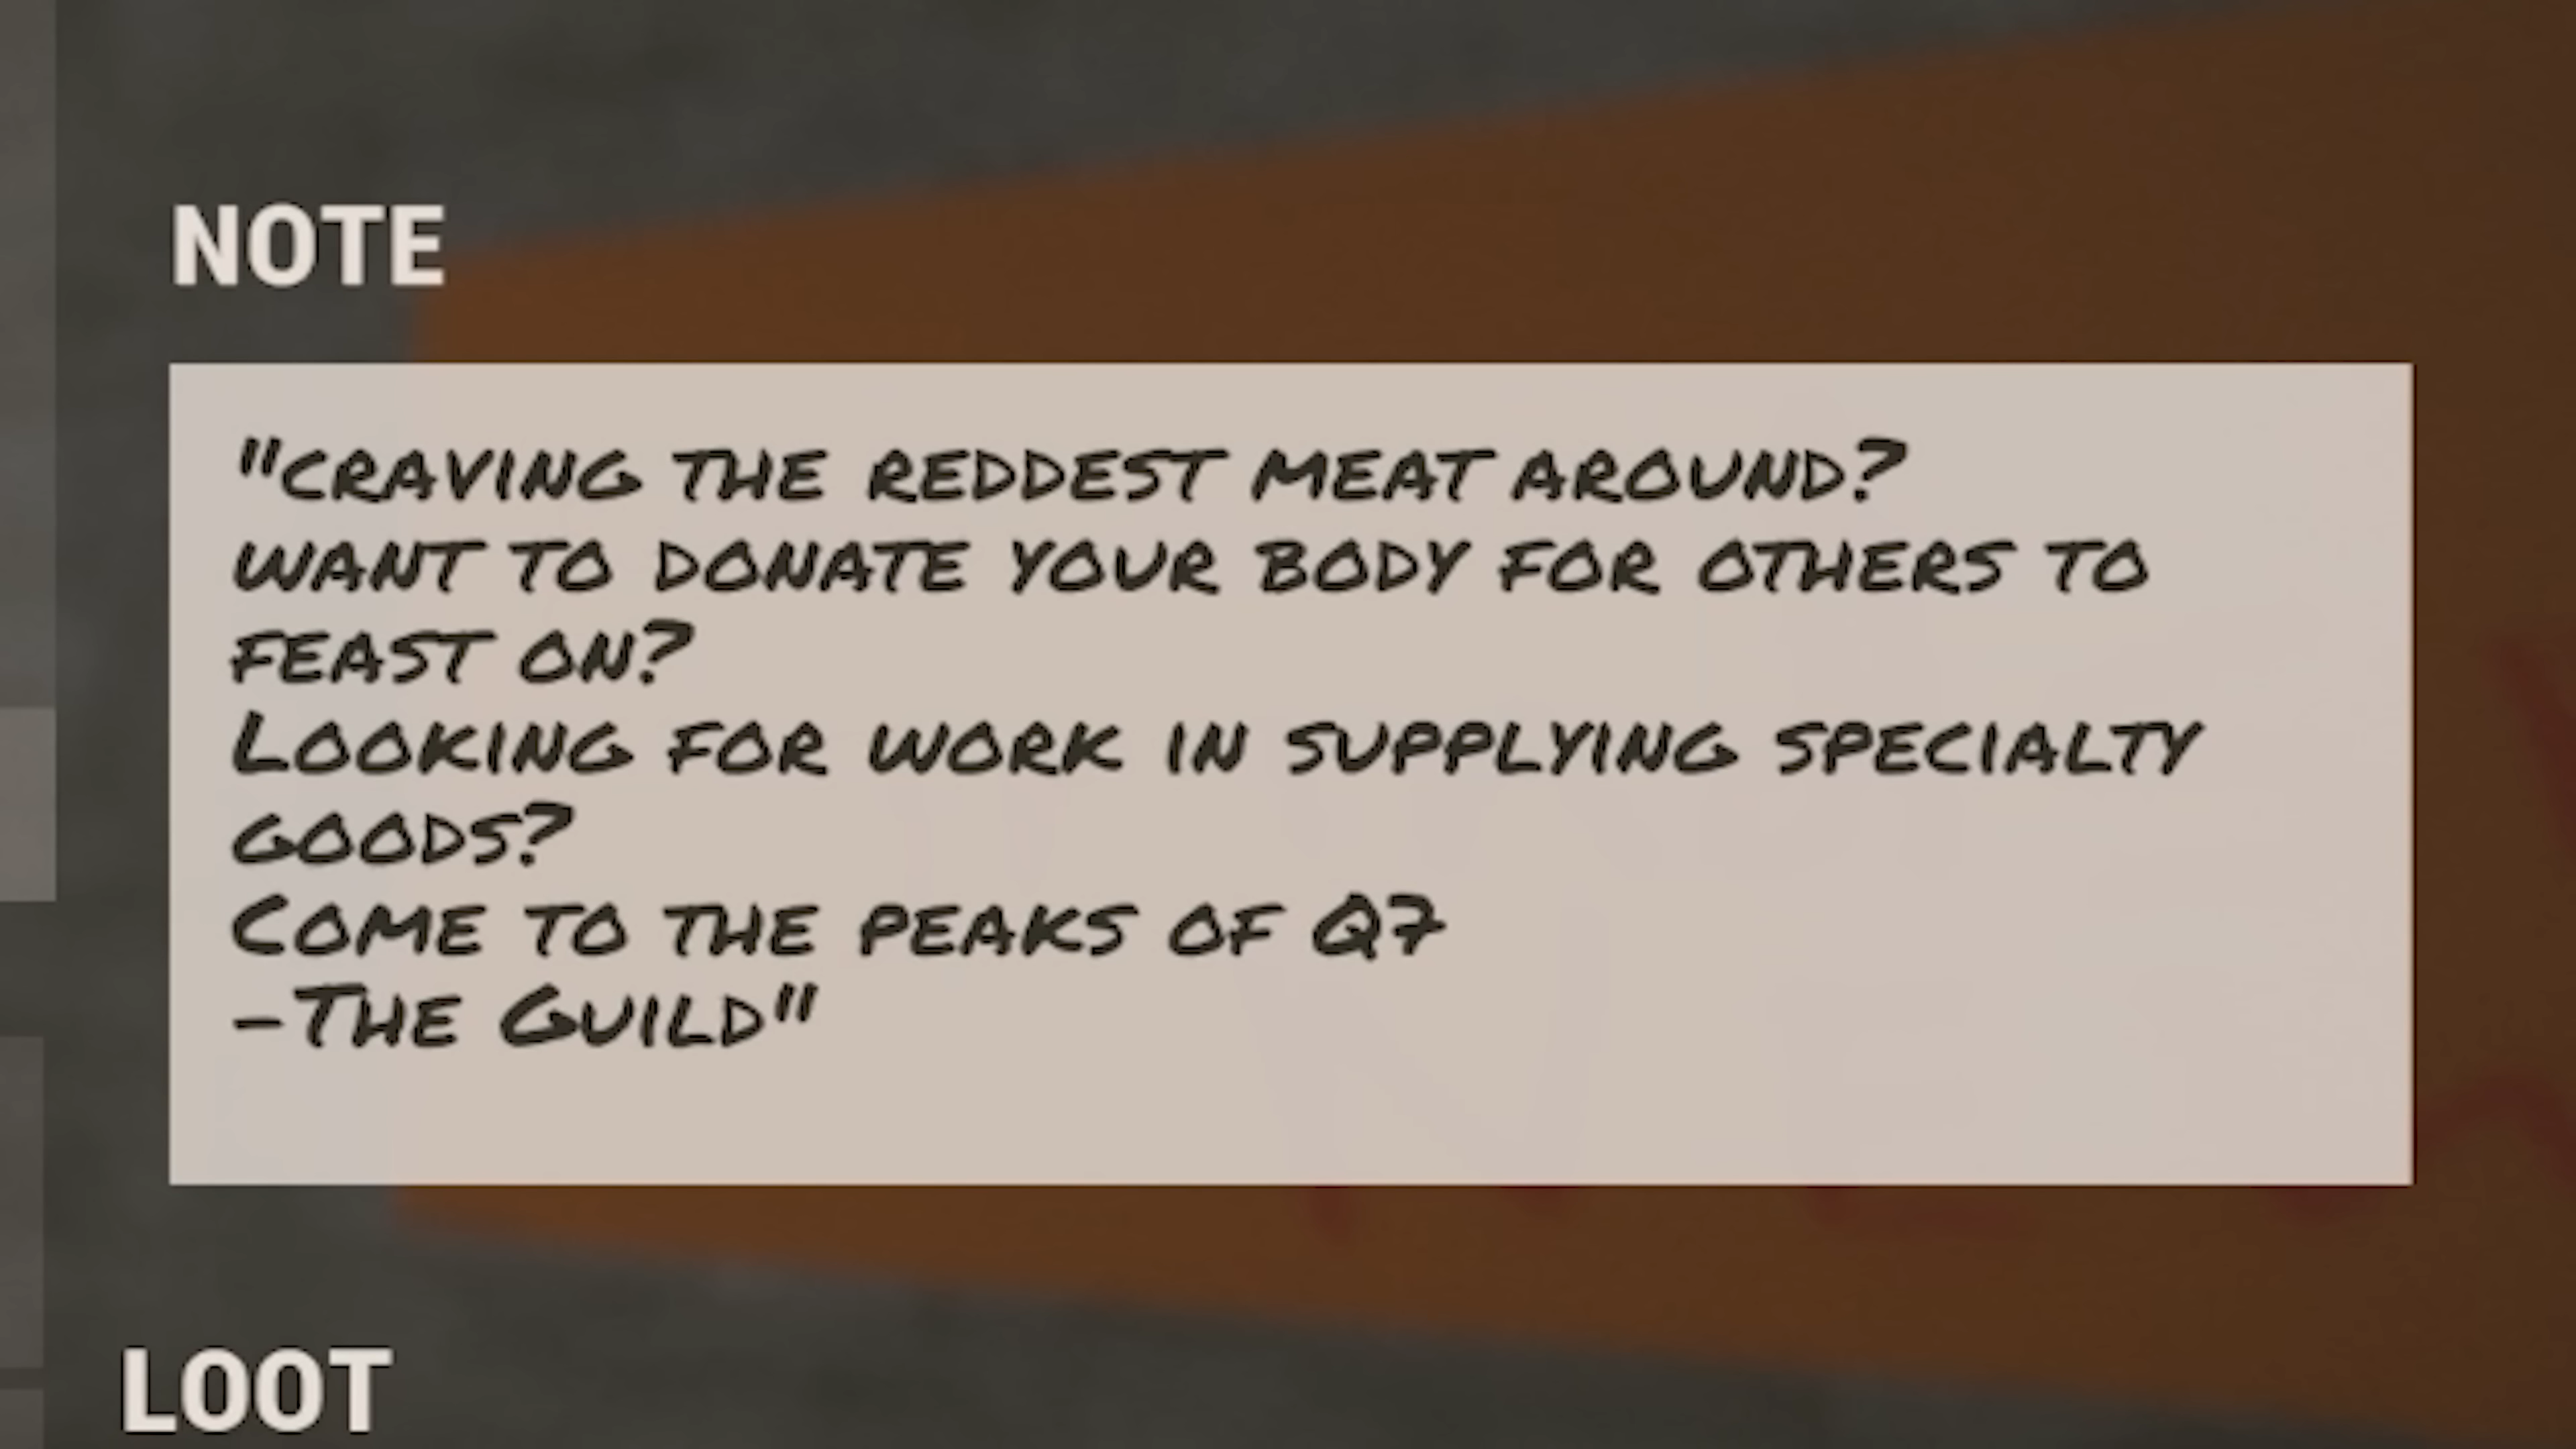 NOTE
"CRAVING THE REDDEST MEAT AROUND?
WANT TO DONATE YOUR BODY FOR OTHERS TO
FEAST ON?
LOOKING FOR WORK IN SUPPLYING SPECIALTY
GOODS?
COME TO THE PEAKS OF Q7
-THE GUILD"
LOOT